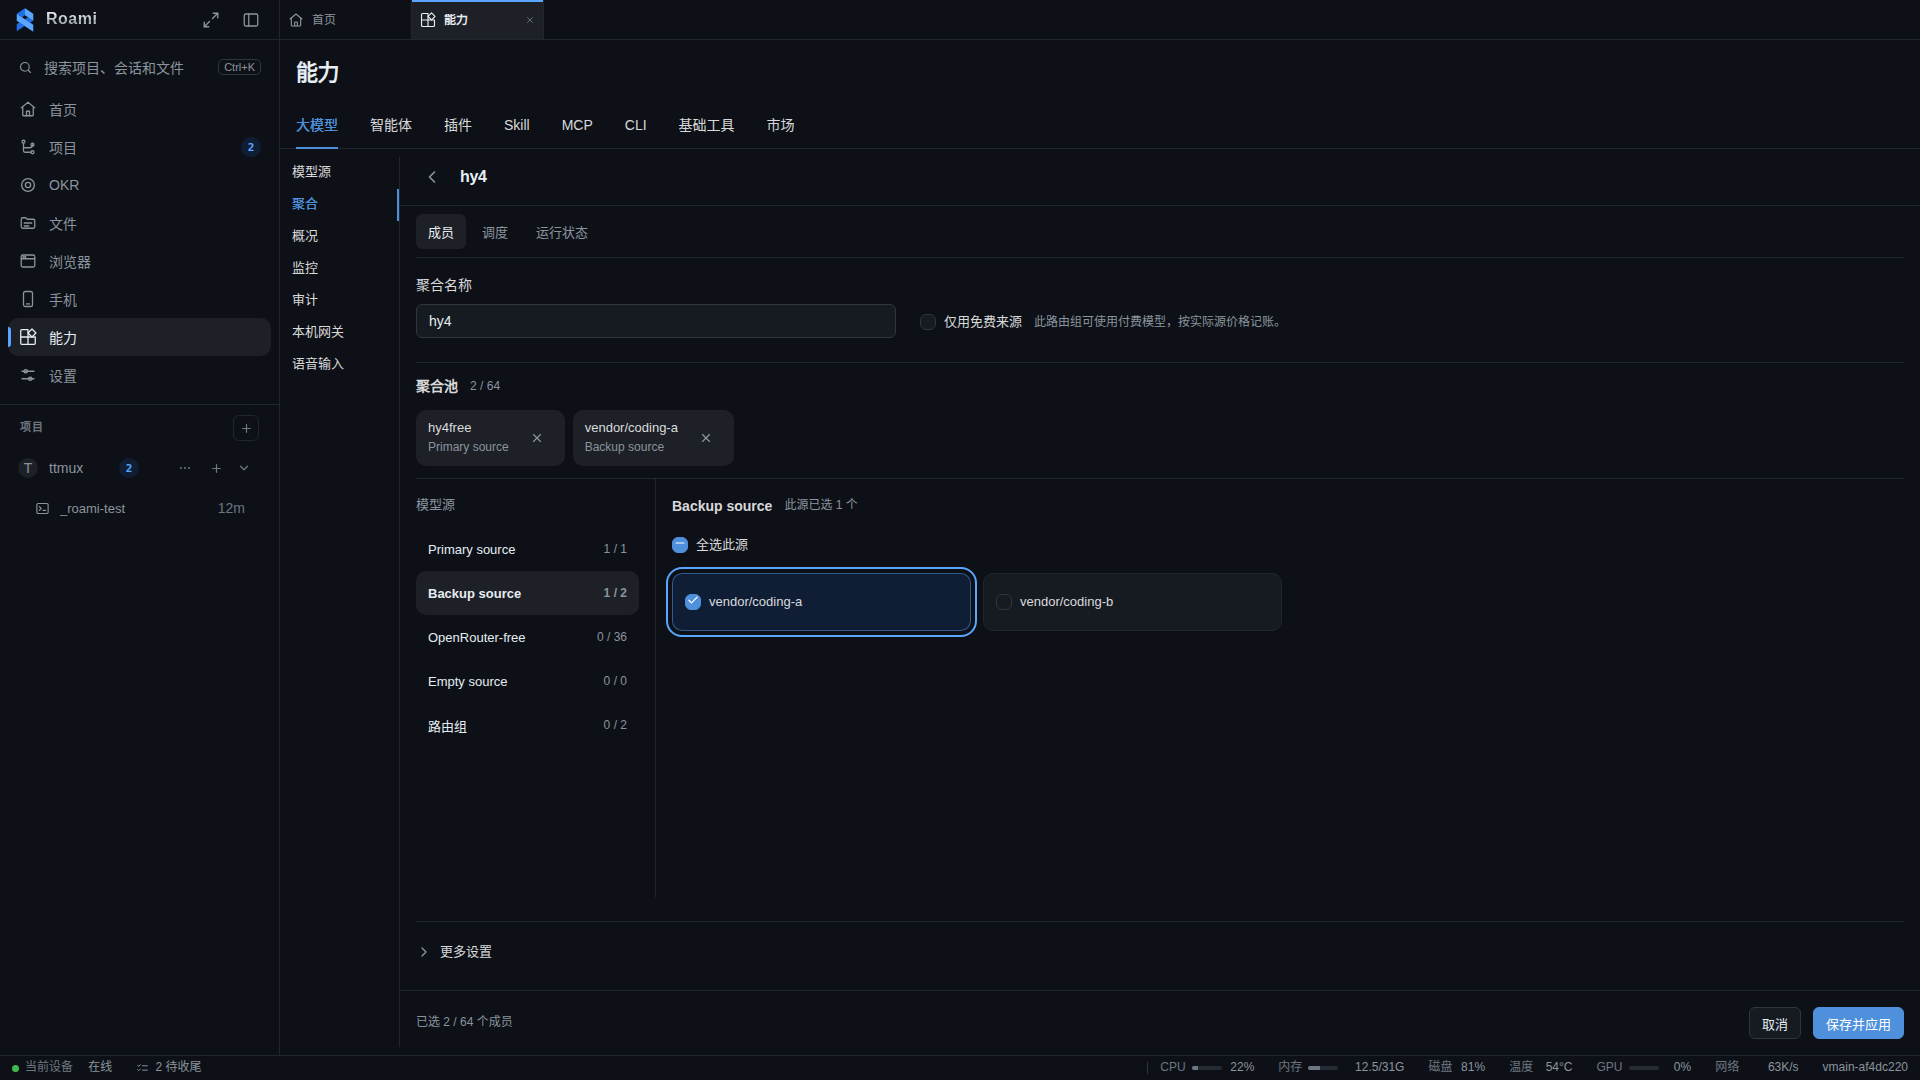 Roami
首页
能力
搜索项目、会话和文件
Ctrl+K
首页
项目
2
OKR
文件
浏览器
手机
能力
设置
项目
T
ttmux
2
_roami-test
12m
能力
大模型
智能体
插件
Skill
MCP
CLI
基础工具
市场
模型源
聚合
概况
监控
审计
本机网关
语音输入
hy4
成员
调度
运行状态
聚合名称
hy4
仅用免费来源
此路由组可使用付费模型，按实际源价格记账。
聚合池
2 / 64
hy4free
Primary source
vendor/coding-a
Backup source
模型源
Primary source
1 / 1
Backup source
1 / 2
OpenRouter-free
0 / 36
Empty source
0 / 0
路由组
0 / 2
Backup source
此源已选 1 个
全选此源
vendor/coding-a
vendor/coding-b
更多设置
已选 2 / 64 个成员
取消
保存并应用
当前设备
在线
2 待收尾
CPU
22%
内存
12.5/31G
磁盘
81%
温度
54°C
GPU
0%
网络
63K/s
vmain-af4dc220